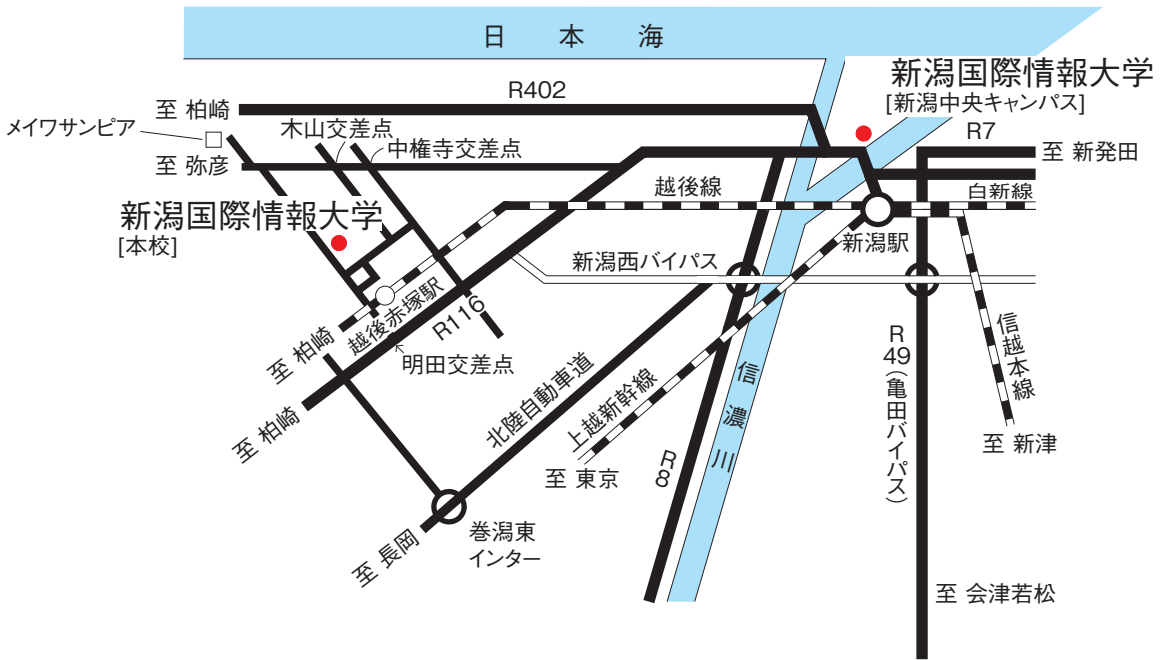 日本海
新潟国際情報大学
[新潟中央キャンパス]
R402
至 柏崎
メイワサンピア
木山交差点
中権寺交差点
R7
至 弥彦
至 新発田
越後線
白新線
新潟国際情報大学
[本校]
新潟駅
新潟西バイパス
越後赤塚駅
R116
至 柏崎
明田交差点
至 柏崎
北陸自動車道
上越新幹線
至 東京
信濃川
R8
R49(亀田バイパス)
信越本線
至 新津
巻潟東
インター
至 長岡
至 会津若松